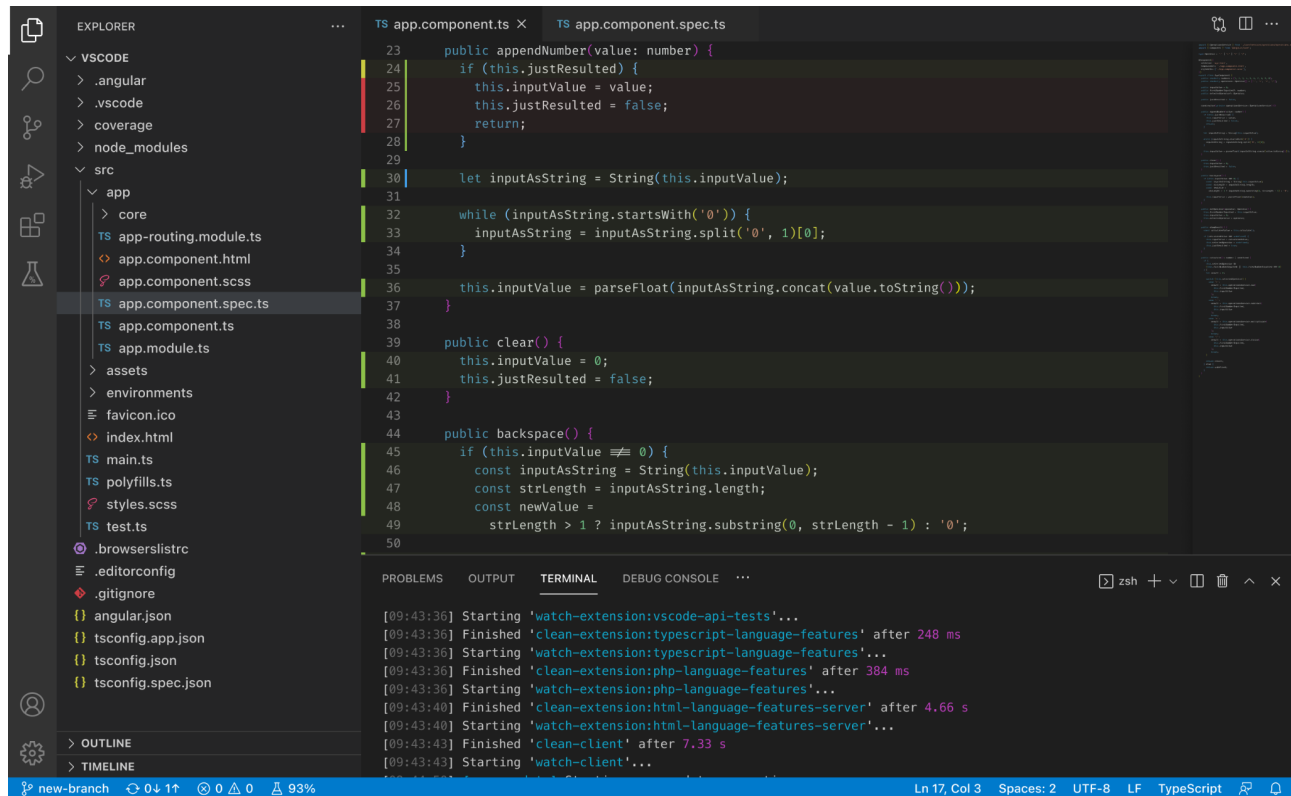 EXPLORER
VSCODE
.angular
.vscode
coverage
node_modules
src
app
core
TS app-routing.module.ts
<> app.component.html
app.component.scss
TS app.component.spec.ts
TS app.component.ts
TS app.module.ts
assets
environments
favicon.ico
<> index.html
TS main.ts
TS polyfills.ts
styles.scss
TS test.ts
.browserslistrc
.editorconfig
.gitignore
{} angular.json
{} tsconfig.app.json
{} tsconfig.json
{} tsconfig.spec.json
OUTLINE
TIMELINE
TS app.component.ts
TS app.component.spec.ts
23 public appendNumber(value: number) {
24 if (this.justResulted) {
25 this.inputValue = value;
26 this.justResulted = false;
27 return;
28 }
29
30 let inputAsString = String(this.inputValue);
31
32 while (inputAsString.startsWith('0')) {
33 inputAsString = inputAsString.split('0', 1)[0];
34 }
35
36 this.inputValue = parseFloat(inputAsString.concat(value.toString()));
37 }
38
39 public clear() {
40 this.inputValue = 0;
41 this.justResulted = false;
42 }
43
44 public backspace() {
45 if (this.inputValue !== 0) {
46 const inputAsString = String(this.inputValue);
47 const strLength = inputAsString.length;
48 const newValue =
49 strLength > 1 ? inputAsString.substring(0, strLength - 1) : '0';
50
PROBLEMS OUTPUT TERMINAL DEBUG CONSOLE
zsh
[09:43:36] Starting 'watch-extension:vscode-api-tests'...
[09:43:36] Finished 'clean-extension:typescript-language-features' after 248 ms
[09:43:36] Starting 'watch-extension:typescript-language-features'...
[09:43:36] Finished 'clean-extension:php-language-features' after 384 ms
[09:43:36] Starting 'watch-extension:php-language-features'...
[09:43:40] Finished 'clean-extension:html-language-features-server' after 4.66 s
[09:43:40] Starting 'watch-extension:html-language-features-server'...
[09:43:43] Finished 'clean-client' after 7.33 s
[09:43:43] Starting 'watch-client'...
new-branch 0↓ 1↑ 0 0 93%
Ln 17, Col 3 Spaces: 2 UTF-8 LF TypeScript